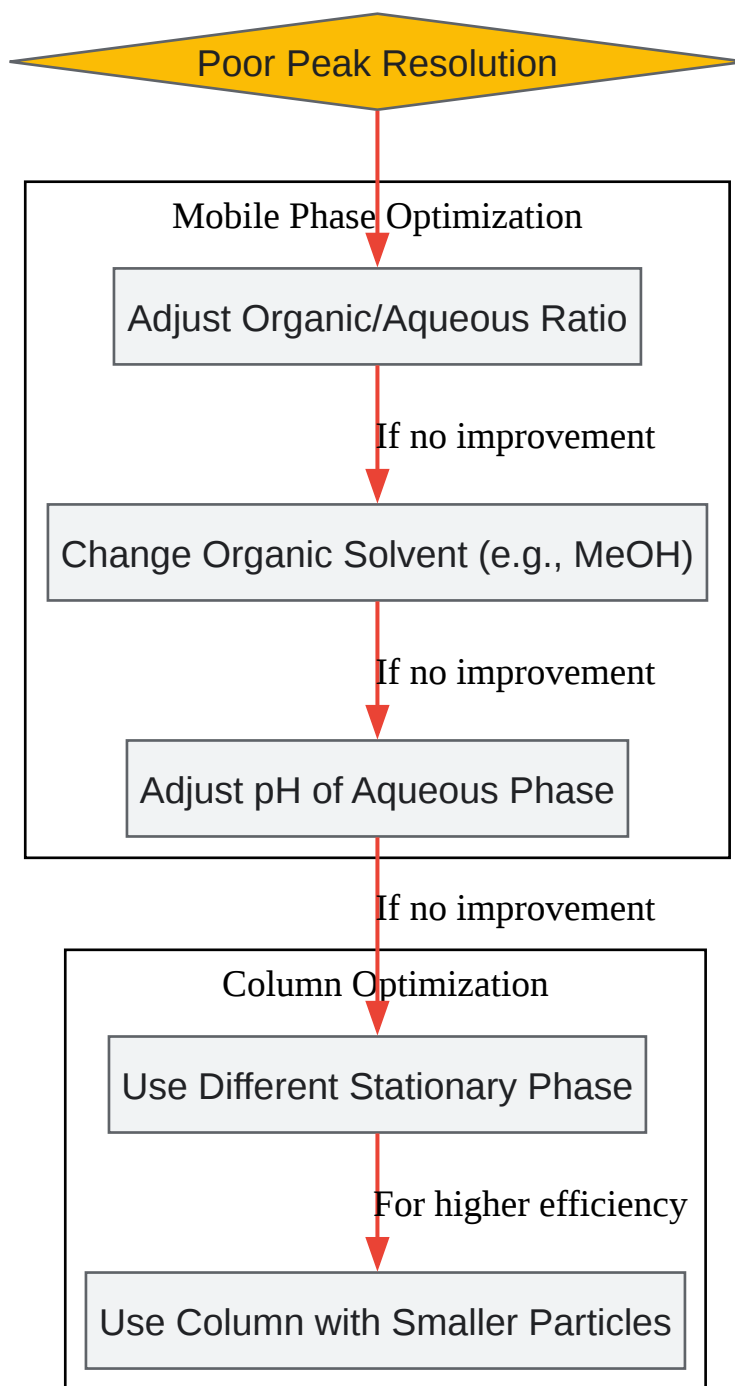 Poor Peak Resolution
Mobile Phase Optimization
Adjust Organic/Aqueous Ratio
If no improvement
Change Organic Solvent (e.g., MeOH)
If no improvement
Adjust pH of Aqueous Phase
If no improvement
Column Optimization
Use Different Stationary Phase
For higher efficiency
Use Column with Smaller Particles